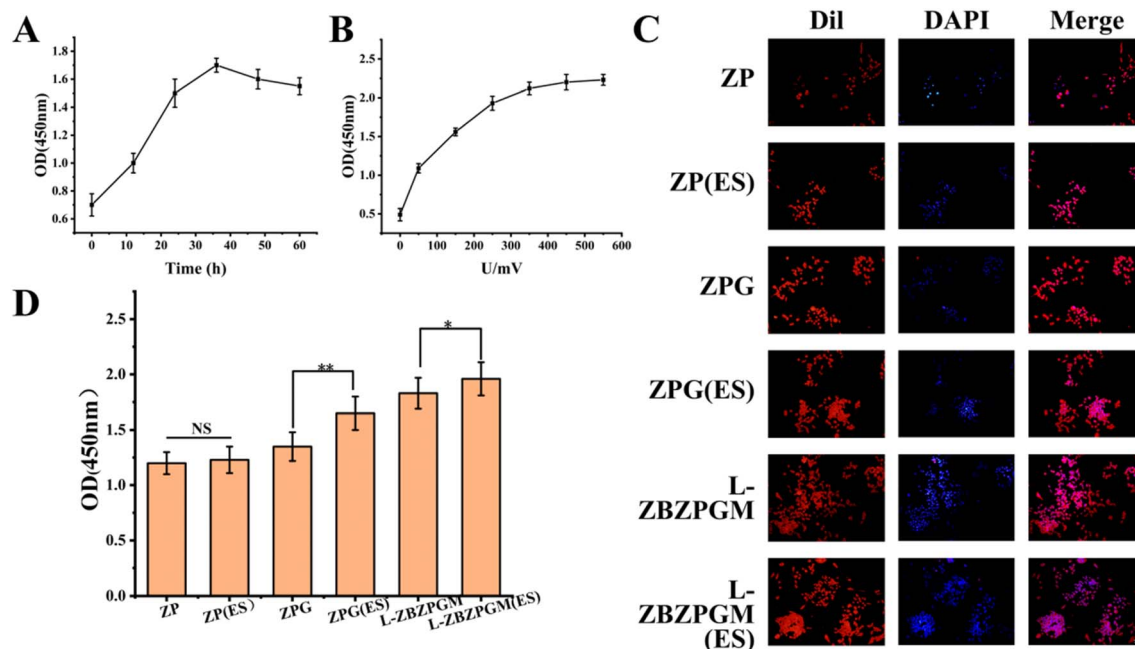 A
OD(450nm)
1.8
1.6
1.4
1.2
1.0
0.8
0.6
0 10 20 30 40 50 60
Time (h)
B
OD(450nm)
2.5
2.0
1.5
1.0
0.5
0 100 200 300 400 500 600
U/mV
C
Dil DAPI Merge
ZP
ZP(ES)
ZPG
ZPG(ES)
L-
ZBZPGM
L-
ZBZPGM
(ES)
D
OD(450nm)
2.5
2.0
1.5
1.0
0.5
0.0
NS
**
*
ZP ZP(ES) ZPG ZPG(ES) L-ZBZPGM L-ZBZPGM(ES)